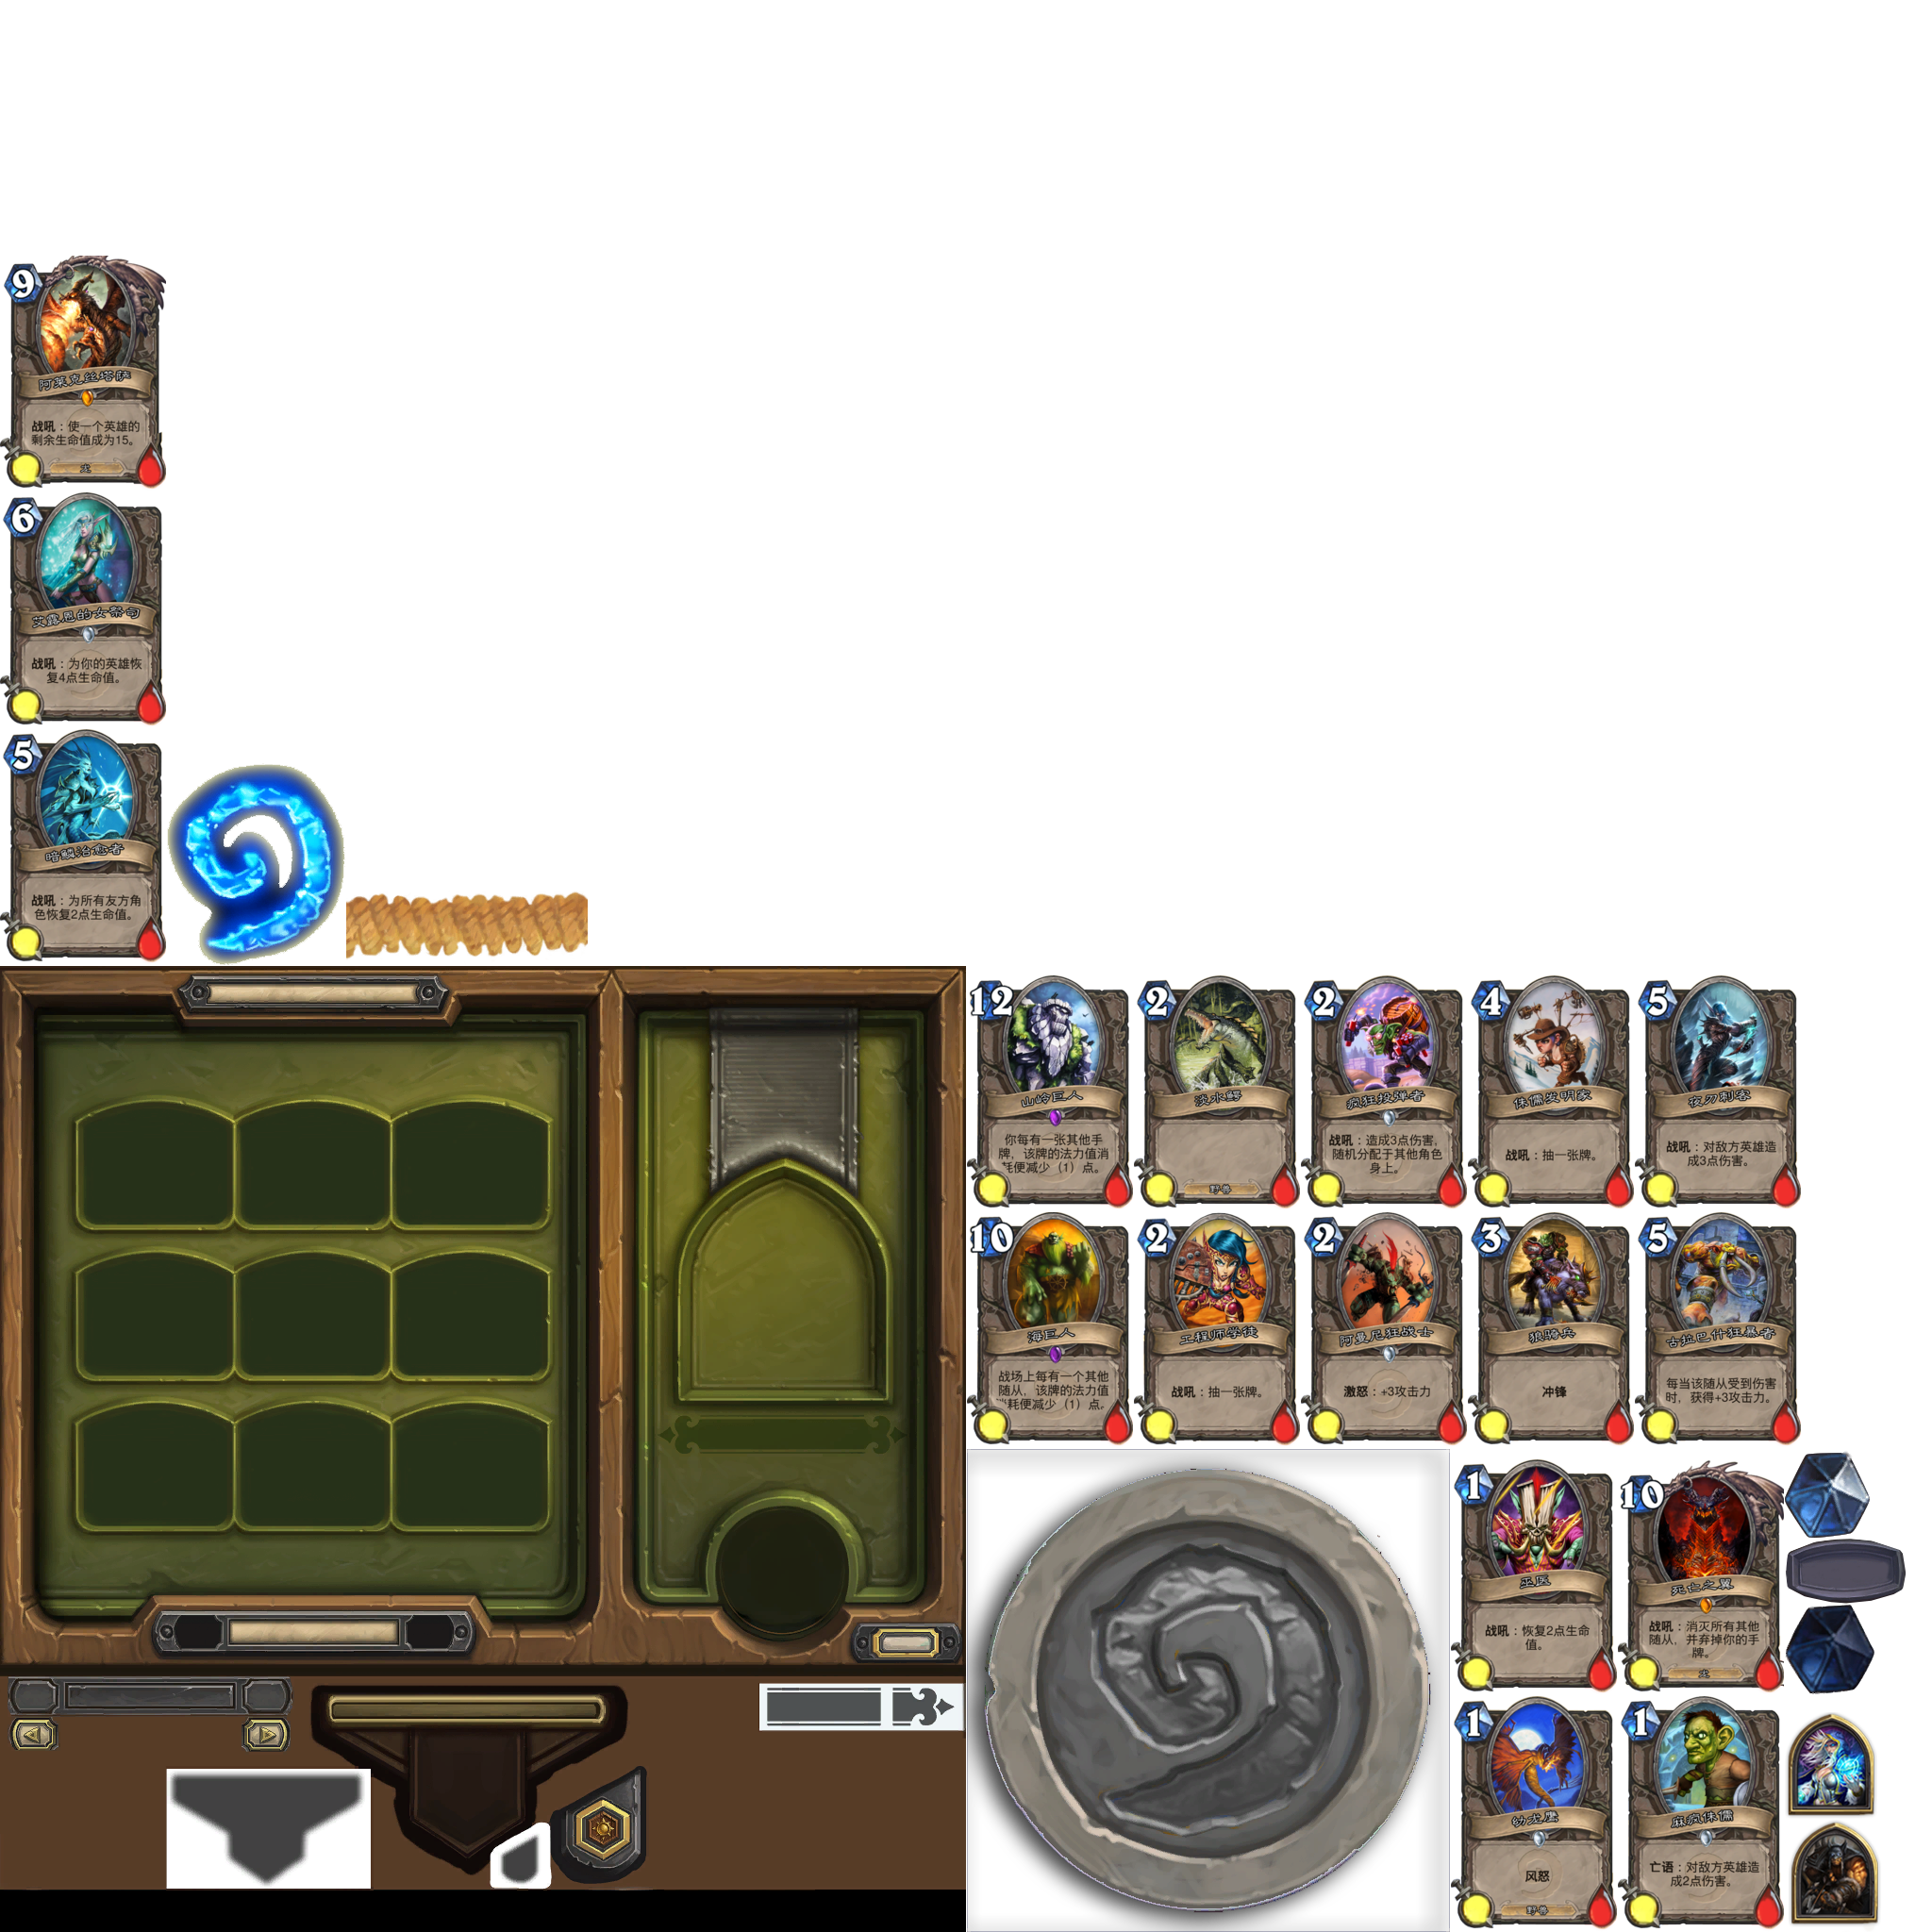 9
阿莱克丝塔萨
战吼：使一个英雄的
剩余生命值成为15。
龙
6
艾露恩的女祭司
战吼：为你的英雄恢
复4点生命值。
5
暗鳞治愈者
战吼：为所有友方角
色恢复2点生命值。
12
山岭巨人
你每有一张其他手
牌，该牌的法力值消
耗便减少（1）点。
2
淡水鳄
野兽
2
疯狂投弹者
战吼：造成3点伤害，
随机分配于其他角色
身上。
4
侏儒发明家
战吼：抽一张牌。
5
夜刃刺客
战吼：对敌方英雄造
成3点伤害。
10
海巨人
战场上每有一个其他
随从，该牌的法力值
消耗便减少（1）点。
2
工程师学徒
战吼：抽一张牌。
2
阿曼尼狂战士
激怒：+3攻击力
3
狼骑兵
冲锋
5
古拉巴什狂暴者
每当该随从受到伤害
时，获得+3攻击力。
1
巫医
战吼：恢复2点生命
值。
10
死亡之翼
战吼：消灭所有其他
随从，并弃掉你的手
牌。
龙
1
幼龙鹰
风怒
野兽
1
麻疯侏儒
亡语：对敌方英雄造
成2点伤害。